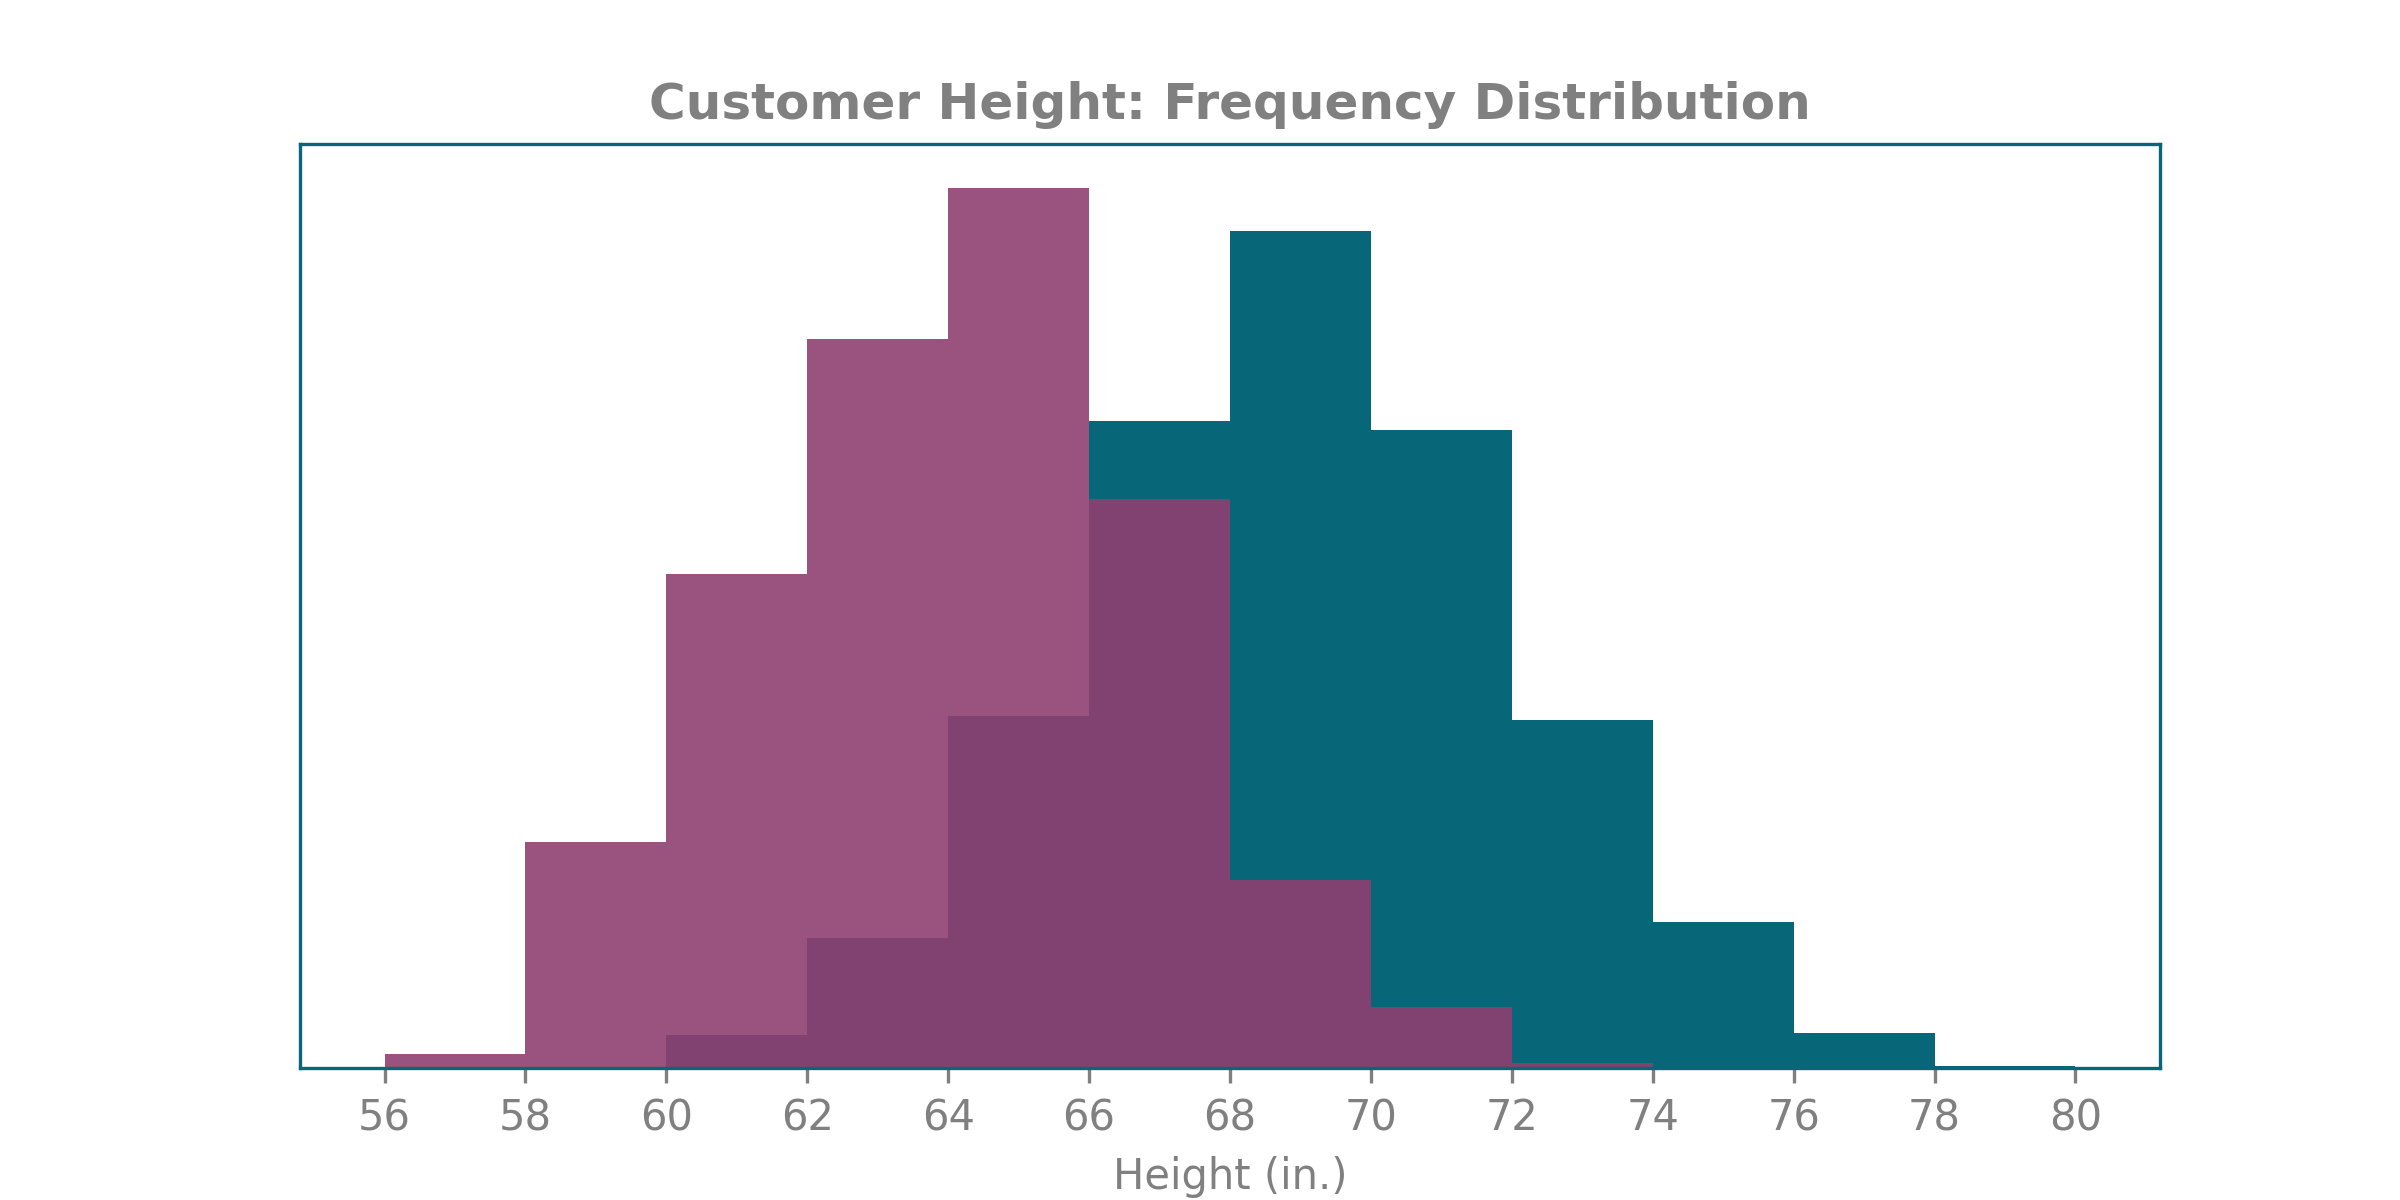 Customer Height: Frequency Distribution
56 58 60 62 64 66 68 70 72 74 76 78 80
Height (in.)